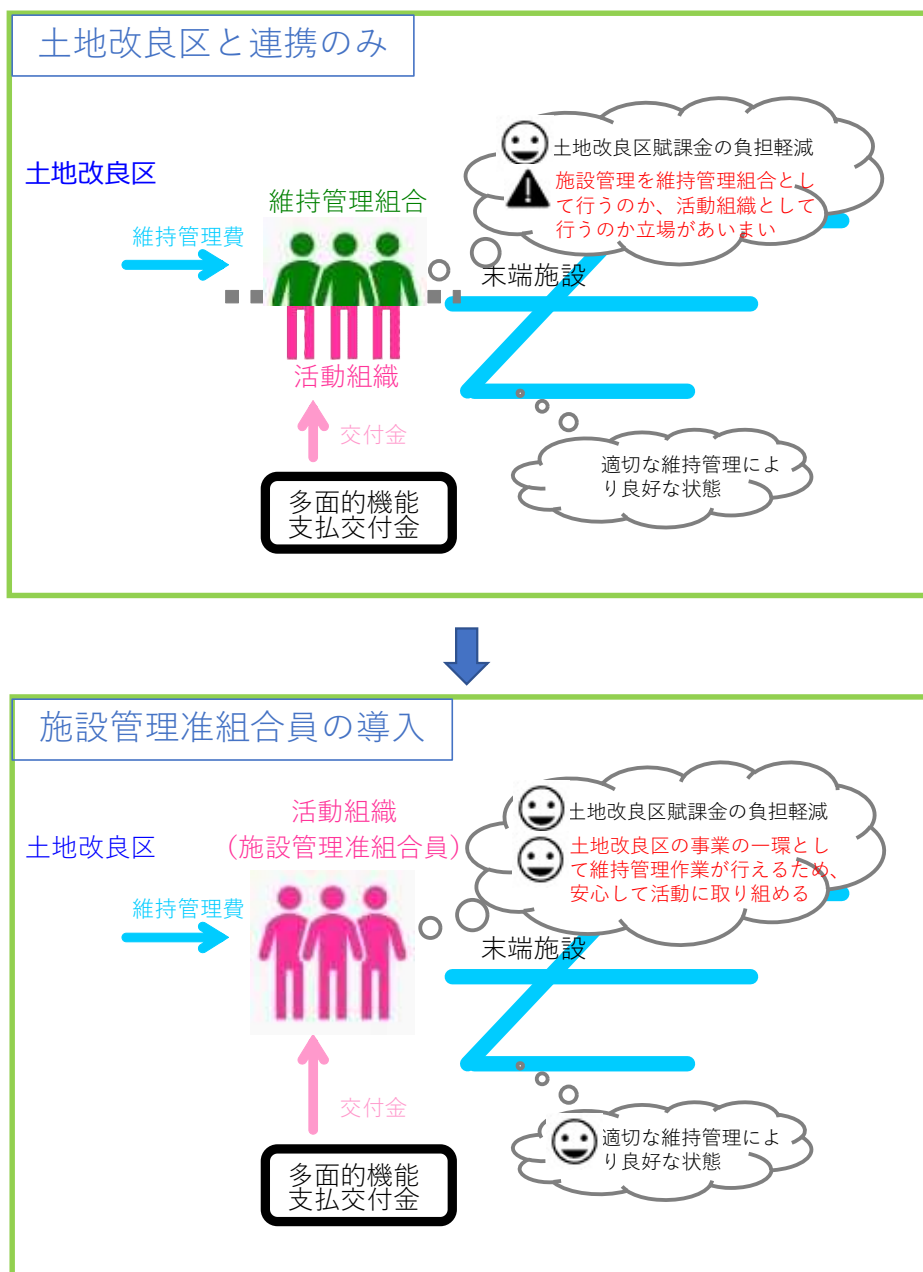 土地改良区と連携のみ
土地改良区賦課金の負担軽減
土地改良区
施設管理を維持管理組合とし
て行うのか、活動組織として
行うのか立場があいまい
維持管理組合
維持管理費
末端施設
活動組織
交付金
適切な維持管理によ
り良好な状態
多面的機能
支払交付金
施設管理准組合員の導入
活動組織
（施設管理准組合員）
土地改良区賦課金の負担軽減
土地改良区
土地改良区の事業の一環とし
て維持管理作業が行えるため、
安心して活動に取り組める
維持管理費
末端施設
交付金
適切な維持管理によ
り良好な状態
多面的機能
支払交付金